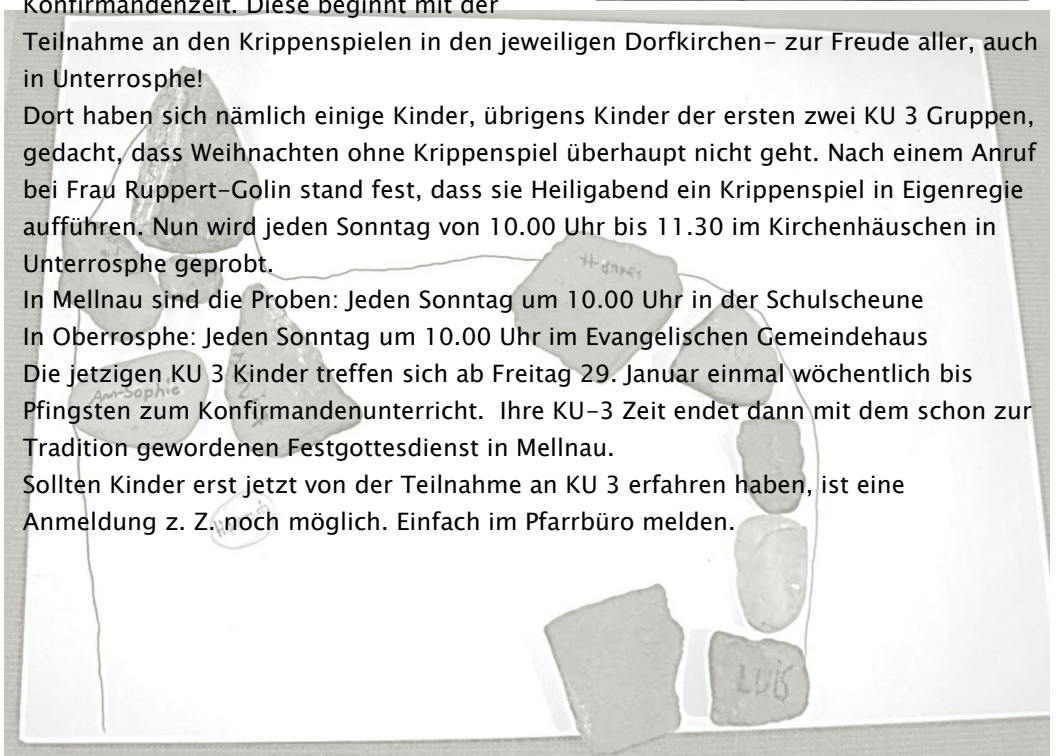 Konfirmandenzeit. Diese beginnt mit der
Teilnahme an den Krippenspielen in den jeweiligen Dorfkirchen– zur Freude aller, auch
in Unterrosphe!
Dort haben sich nämlich einige Kinder, übrigens Kinder der ersten zwei KU 3 Gruppen,
gedacht, dass Weihnachten ohne Krippenspiel überhaupt nicht geht. Nach einem Anruf
bei Frau Ruppert-Golin stand fest, dass sie Heiligabend ein Krippenspiel in Eigenregie
aufführen. Nun wird jeden Sonntag von 10.00 Uhr bis 11.30 im Kirchenhäuschen in
Unterrosphe geprobt.
In Mellnau sind die Proben: Jeden Sonntag um 10.00 Uhr in der Schulscheune
In Oberrosphe: Jeden Sonntag um 10.00 Uhr im Evangelischen Gemeindehaus
Die jetzigen KU 3 Kinder treffen sich ab Freitag 29. Januar einmal wöchentlich bis
Pfingsten zum Konfirmandenunterricht. Ihre KU-3 Zeit endet dann mit dem schon zur
Tradition gewordenen Festgottesdienst in Mellnau.
Sollten Kinder erst jetzt von der Teilnahme an KU 3 erfahren haben, ist eine
Anmeldung z. Z. noch möglich. Einfach im Pfarrbüro melden.
Hannes
Ann-Sophie
LUIS